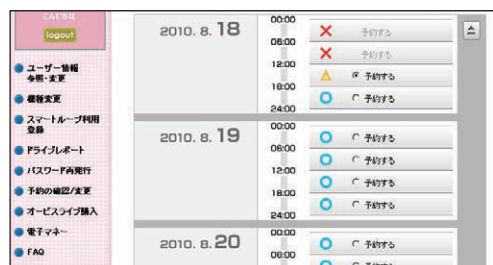 こんにちは
logout
ユーザー情報
参照・変更
機種変更
スマートループ利用
登録
ドライブレポート
パスワード再発行
予約の確認/変更
オービスライブ購入
電子マネー
FAQ
2010. 8. 18
00:00
06:00
12:00
18:00
24:00
予約する
予約する
予約する
予約する
2010. 8. 19
00:00
06:00
12:00
18:00
24:00
予約する
予約する
予約する
予約する
2010. 8. 20
00:00
06:00
予約する